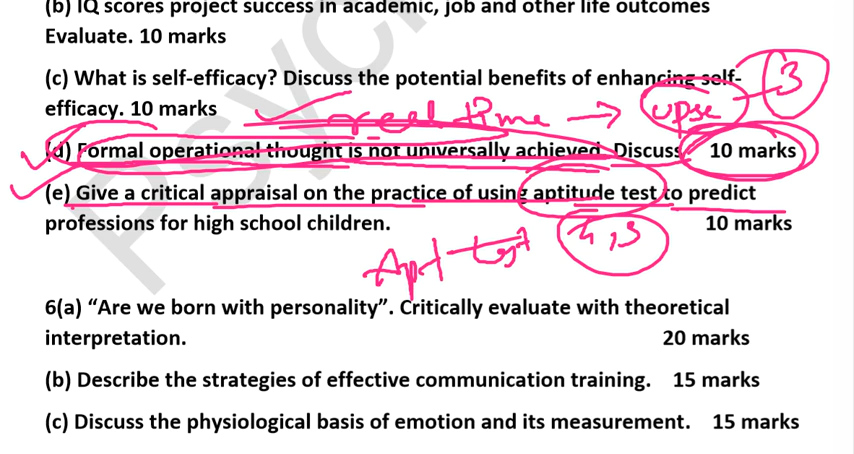 (b) IQ scores project success in academic, job and other life outcomes
Evaluate. 10 marks
(c) What is self-efficacy? Discuss the potential benefits of enhancing self-
efficacy. 10 marks
real time → upsc 3
(d) Formal operational thought is not universally achieved. Discuss 10 marks
(e) Give a critical appraisal on the practice of using aptitude test to predict
professions for high school children. 10 marks
Apt test
6(a) “Are we born with personality”. Critically evaluate with theoretical
interpretation. 20 marks
(b) Describe the strategies of effective communication training. 15 marks
(c) Discuss the physiological basis of emotion and its measurement. 15 marks